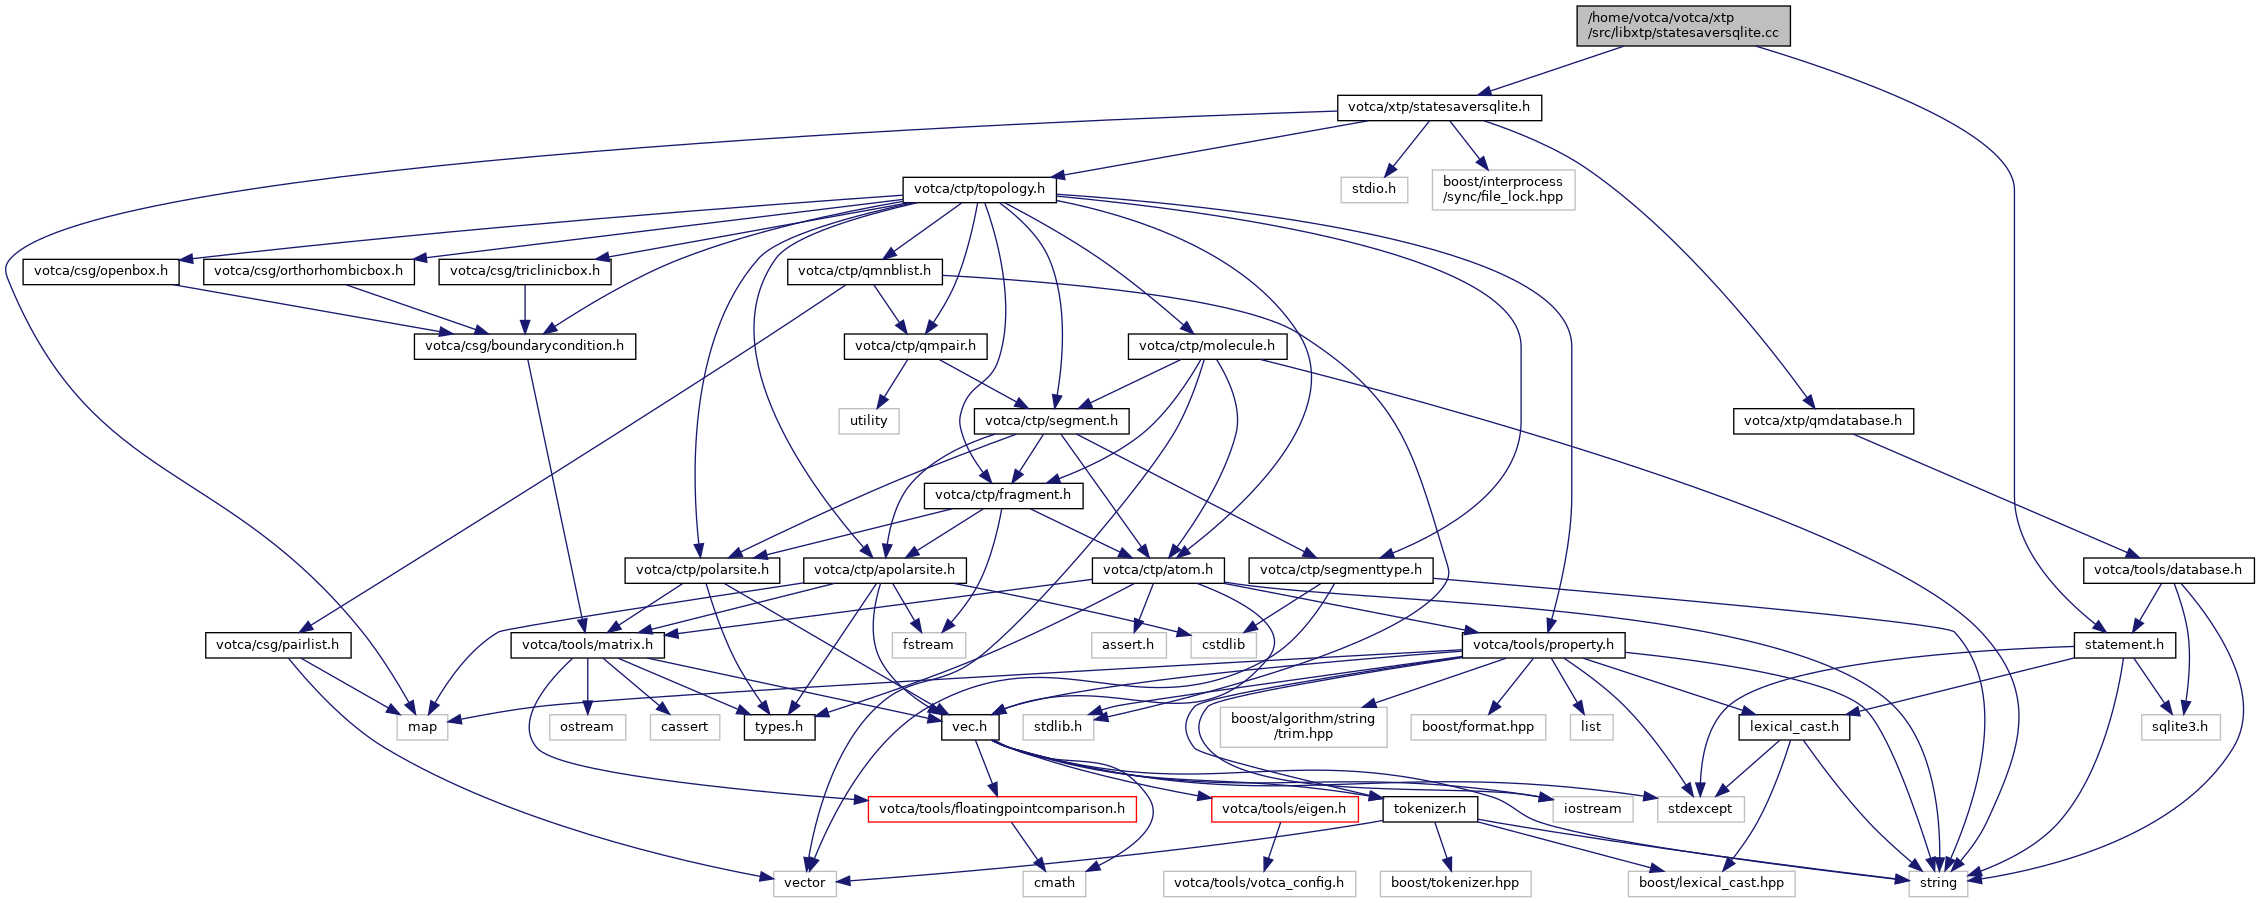 /home/votca/votca/xtp
/src/libxtp/statesaversqlite.cc
votca/xtp/statesaversqlite.h
votca/ctp/topology.h
stdio.h
boost/interprocess
/sync/file_lock.hpp
votca/csg/openbox.h
votca/csg/orthorhombicbox.h
votca/csg/triclinicbox.h
votca/ctp/qmnblist.h
votca/csg/boundarycondition.h
votca/ctp/qmpair.h
votca/ctp/molecule.h
utility
votca/ctp/segment.h
votca/xtp/qmdatabase.h
votca/ctp/fragment.h
votca/ctp/polarsite.h
votca/ctp/apolarsite.h
votca/ctp/atom.h
votca/ctp/segmenttype.h
votca/tools/database.h
votca/csg/pairlist.h
votca/tools/matrix.h
fstream
assert.h
cstdlib
votca/tools/property.h
statement.h
map
ostream
cassert
types.h
vec.h
stdlib.h
boost/algorithm/string
/trim.hpp
boost/format.hpp
list
lexical_cast.h
sqlite3.h
votca/tools/floatingpointcomparison.h
votca/tools/eigen.h
tokenizer.h
iostream
stdexcept
vector
cmath
votca/tools/votca_config.h
boost/tokenizer.hpp
boost/lexical_cast.hpp
string